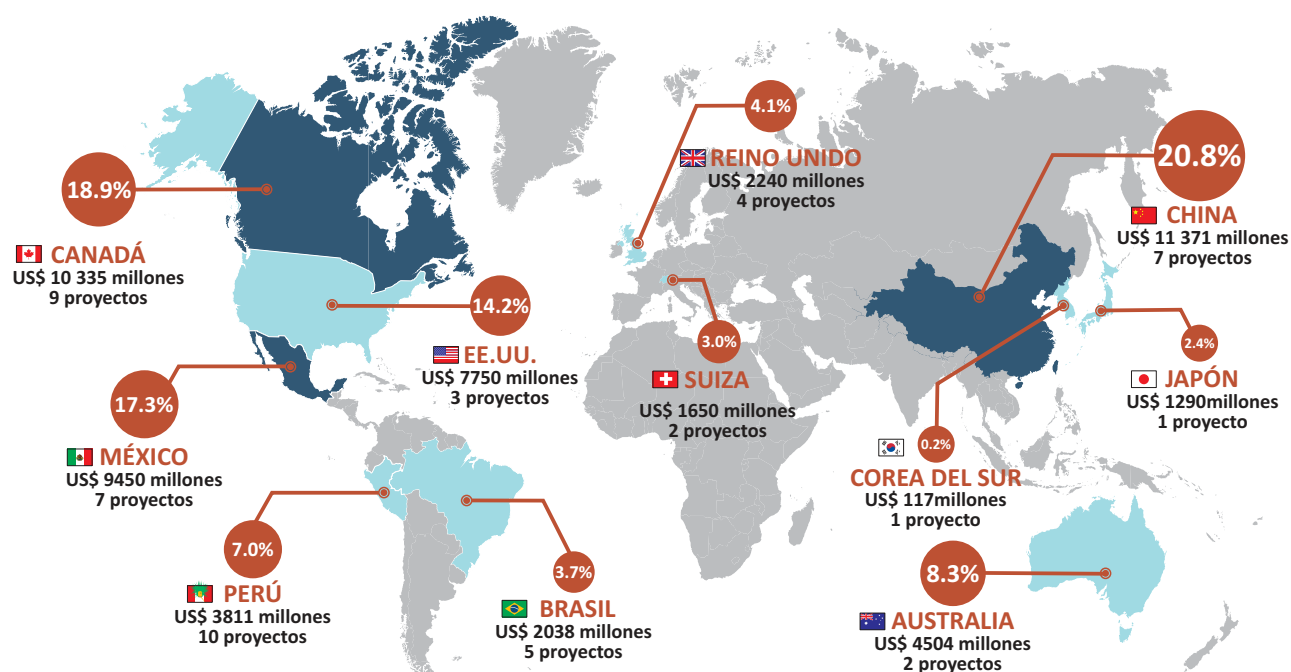 4.1%
REINO UNIDO
US$ 2240 millones
4 proyectos
20.8%
CHINA
US$ 11 371 millones
7 proyectos
18.9%
CANADÁ
US$ 10 335 millones
9 proyectos
14.2%
EE.UU.
US$ 7750 millones
3 proyectos
3.0%
SUIZA
US$ 1650 millones
2 proyectos
2.4%
JAPÓN
US$ 1290millones
1 proyecto
17.3%
MÉXICO
US$ 9450 millones
7 proyectos
0.2%
COREA DEL SUR
US$ 117millones
1 proyecto
7.0%
PERÚ
US$ 3811 millones
10 proyectos
3.7%
BRASIL
US$ 2038 millones
5 proyectos
8.3%
AUSTRALIA
US$ 4504 millones
2 proyectos